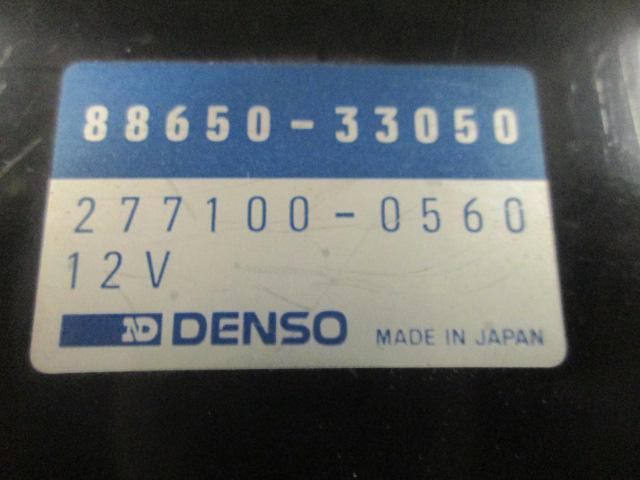 88650-33050
277100-0560
12V
ND DENSO MADE IN JAPAN